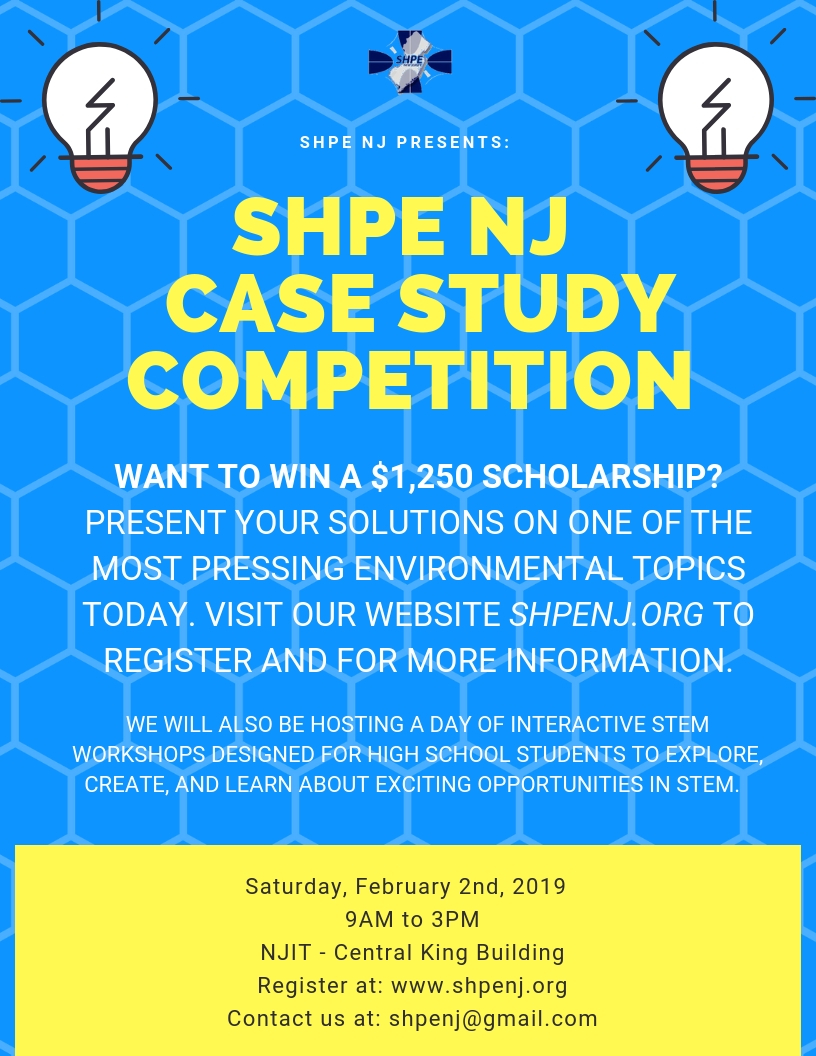 SHPE
SHPE NJ PRESENTS:
SHPE NJ
CASE STUDY
COMPETITION
WANT TO WIN A $1,250 SCHOLARSHIP?
PRESENT YOUR SOLUTIONS ON ONE OF THE
MOST PRESSING ENVIRONMENTAL TOPICS
TODAY. VISIT OUR WEBSITE SHPENJ.ORG TO
REGISTER AND FOR MORE INFORMATION.
WE WILL ALSO BE HOSTING A DAY OF INTERACTIVE STEM
WORKSHOPS DESIGNED FOR HIGH SCHOOL STUDENTS TO EXPLORE,
CREATE, AND LEARN ABOUT EXCITING OPPORTUNITIES IN STEM.
Saturday, February 2nd, 2019
9AM to 3PM
NJIT - Central King Building
Register at: www.shpenj.org
Contact us at: shpenj@gmail.com